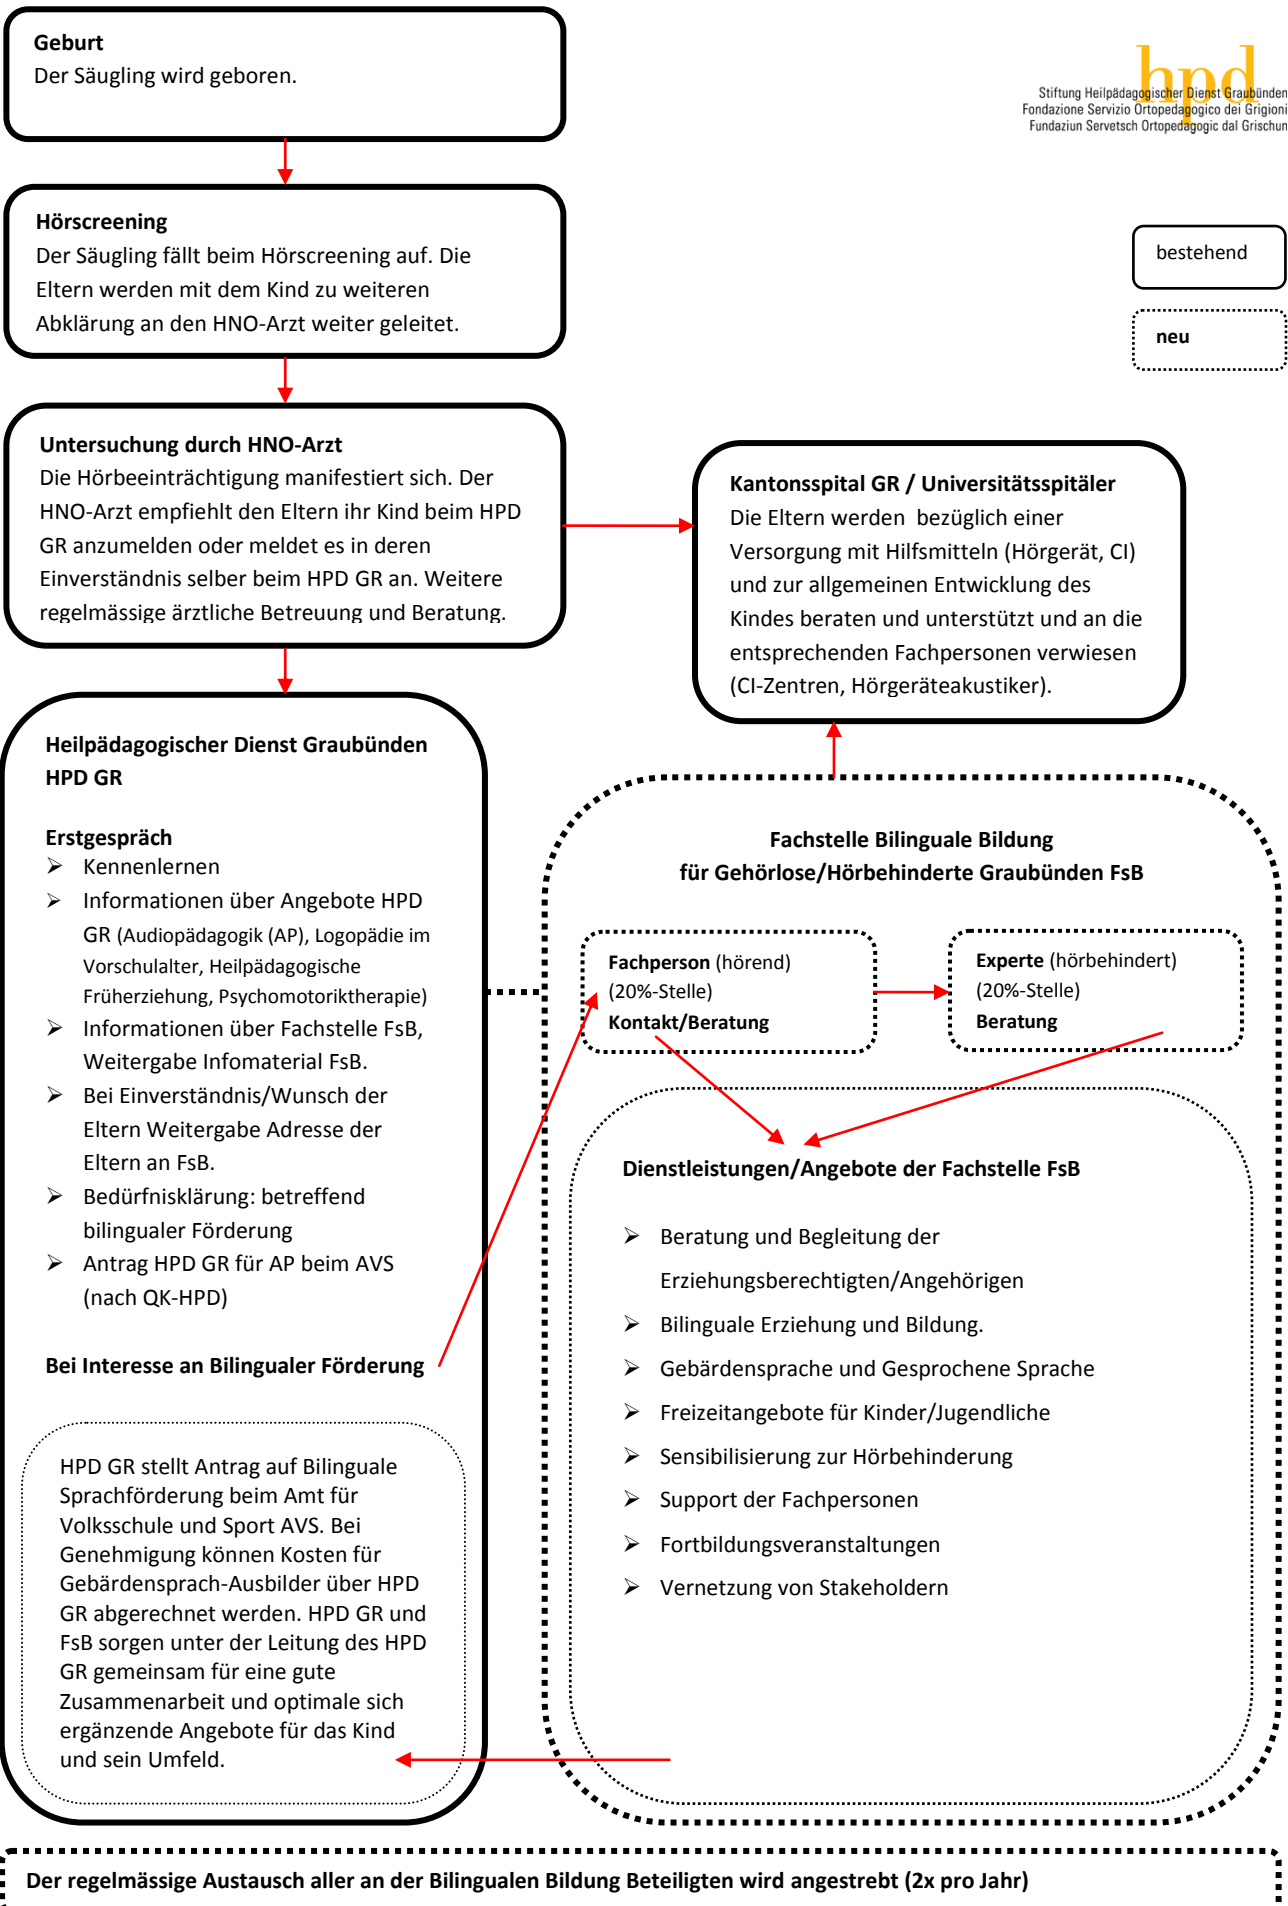 Geburt
Der Säugling wird geboren.
hpd
Stiftung Heilpädagogischer Dienst Graubünden
Fondazione Servizio Ortopedagogico dei Grigioni
Fundaziun Servetsch Ortopedagogic dal Grischun
Hörscreening
Der Säugling fällt beim Hörscreening auf. Die
Eltern werden mit dem Kind zu weiteren
Abklärung an den HNO-Arzt weiter geleitet.
bestehend
neu
Untersuchung durch HNO-Arzt
Die Hörbeeinträchtigung manifestiert sich. Der
HNO-Arzt empfiehlt den Eltern ihr Kind beim HPD
GR anzumelden oder meldet es in deren
Einverständnis selber beim HPD GR an. Weitere
regelmässige ärztliche Betreuung und Beratung.
Kantonsspital GR / Universitätsspitäler
Die Eltern werden bezüglich einer
Versorgung mit Hilfsmitteln (Hörgerät, CI)
und zur allgemeinen Entwicklung des
Kindes beraten und unterstützt und an die
entsprechenden Fachpersonen verwiesen
(CI-Zentren, Hörgeräteakustiker).
Heilpädagogischer Dienst Graubünden
HPD GR
Erstgespräch
➢ Kennenlernen
➢ Informationen über Angebote HPD
GR (Audiopädagogik (AP), Logopädie im
Vorschulalter, Heilpädagogische
Früherziehung, Psychomotoriktherapie)
➢ Informationen über Fachstelle FsB,
Weitergabe Infomaterial FsB.
➢ Bei Einverständnis/Wunsch der
Eltern Weitergabe Adresse der
Eltern an FsB.
➢ Bedürfnisklärung: betreffend
bilingualer Förderung
➢ Antrag HPD GR für AP beim AVS
(nach QK-HPD)
Bei Interesse an Bilingualer Förderung
HPD GR stellt Antrag auf Bilinguale
Sprachförderung beim Amt für
Volksschule und Sport AVS. Bei
Genehmigung können Kosten für
Gebärdensprach-Ausbilder über HPD
GR abgerechnet werden. HPD GR und
FsB sorgen unter der Leitung des HPD
GR gemeinsam für eine gute
Zusammenarbeit und optimale sich
ergänzende Angebote für das Kind
und sein Umfeld.
Fachstelle Bilinguale Bildung
für Gehörlose/Hörbehinderte Graubünden FsB
Fachperson (hörend)
(20%-Stelle)
Kontakt/Beratung
Experte (hörbehindert)
(20%-Stelle)
Beratung
Dienstleistungen/Angebote der Fachstelle FsB
➢ Beratung und Begleitung der
Erziehungsberechtigten/Angehörigen
➢ Bilinguale Erziehung und Bildung.
➢ Gebärdensprache und Gesprochene Sprache
➢ Freizeitangebote für Kinder/Jugendliche
➢ Sensibilisierung zur Hörbehinderung
➢ Support der Fachpersonen
➢ Fortbildungsveranstaltungen
➢ Vernetzung von Stakeholdern
Der regelmässige Austausch aller an der Bilingualen Bildung Beteiligten wird angestrebt (2x pro Jahr)